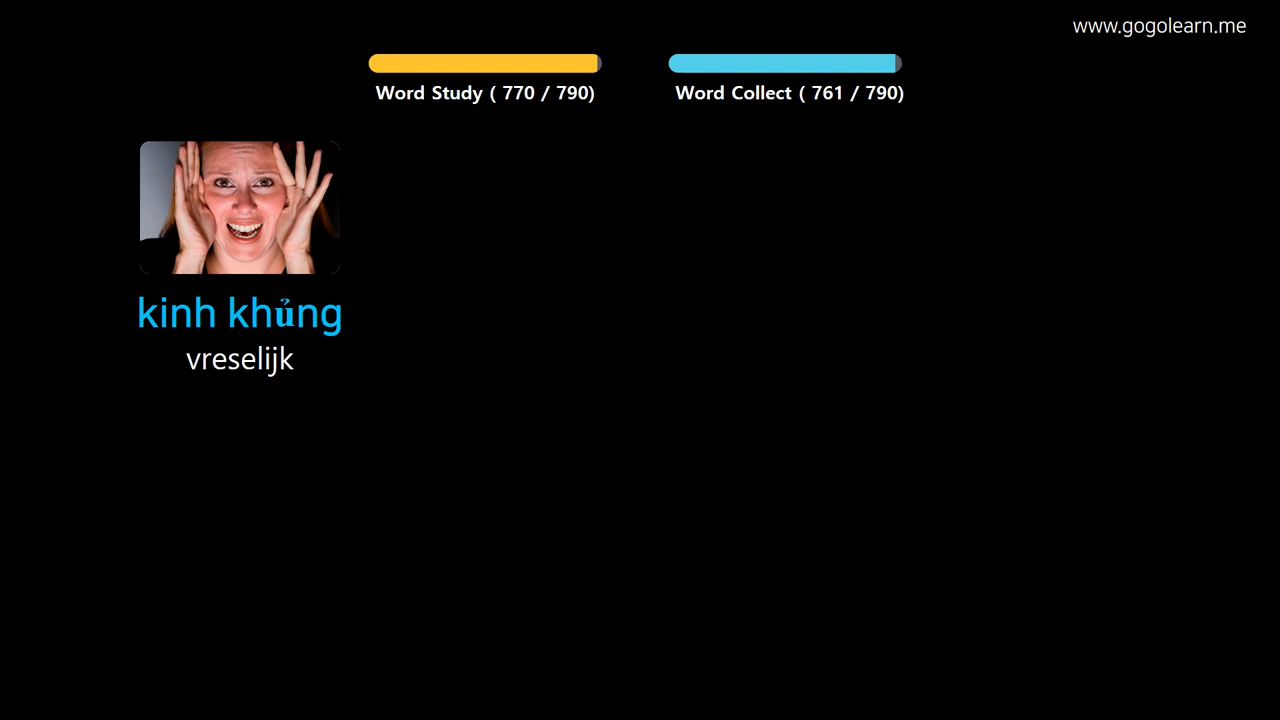 www.gogolearn.me
Word Study ( 770 / 790)
Word Collect ( 761 / 790)
kinh khủng
vreselijk